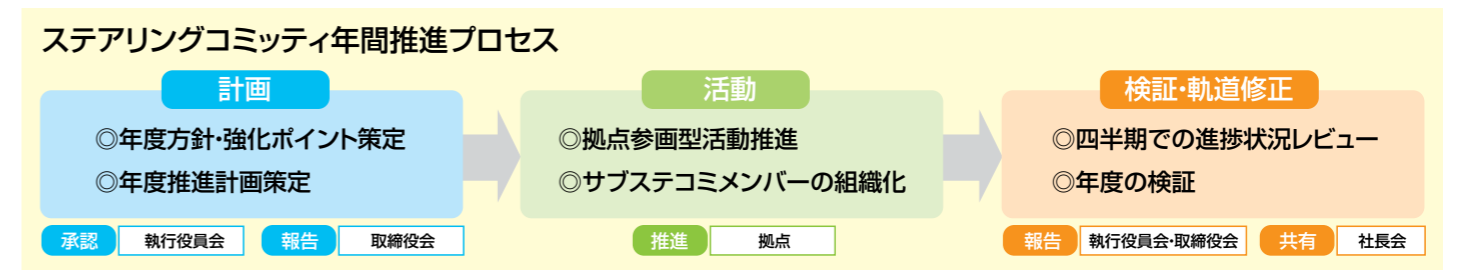 ステアリングコミッティ年間推進プロセス
計画
◎年度方針・強化ポイント策定
◎年度推進計画策定
承認 執行役員会 報告 取締役会
活動
◎拠点参画型活動推進
◎サブステコミメンバーの組織化
推進 拠点
検証・軌道修正
◎四半期での進捗状況レビュー
◎年度の検証
報告 執行役員会・取締役会 共有 社長会